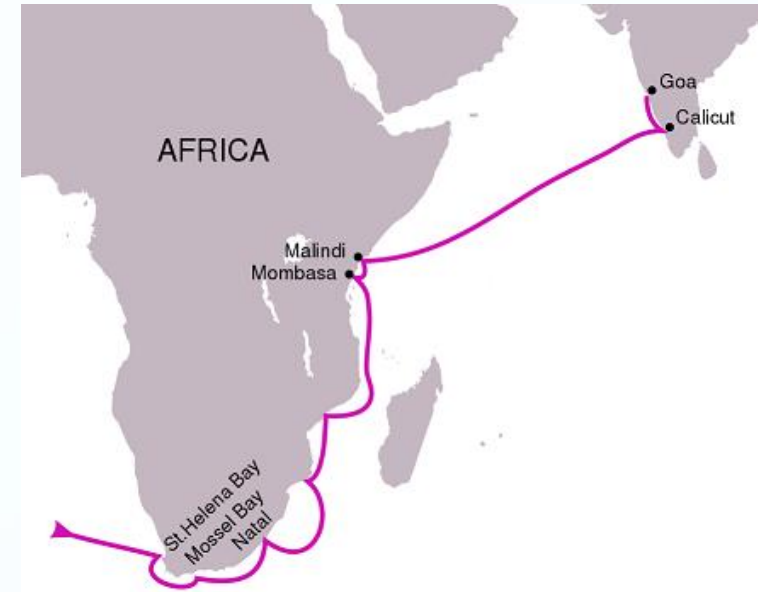 Goa
Calicut
AFRICA
Malindi
Mombasa
St.Helena Bay
Mossel Bay
Natal